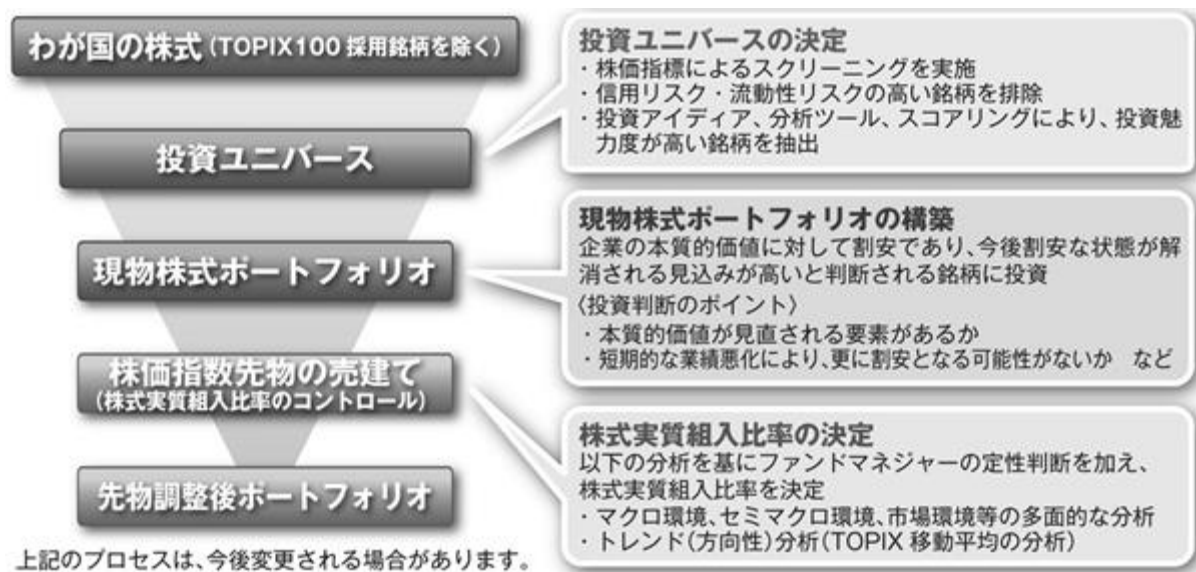 わが国の株式(TOPIX100 採用銘柄を除く)
投資ユニバース
現物株式ポートフォリオ
株価指数先物の売建て
(株式実質組入比率のコントロール)
先物調整後ポートフォリオ
上記のプロセスは、今後変更される場合があります。
投資ユニバースの決定
・株価指標によるスクリーニングを実施
・信用リスク・流動性リスクの高い銘柄を排除
・投資アイディア、分析ツール、スコアリングにより、投資魅
力度が高い銘柄を抽出
現物株式ポートフォリオの構築
企業の本質的価値に対して割安であり、今後割安な状態が解
消される見込みが高いと判断される銘柄に投資
〈投資判断のポイント〉
・本質的価値が見直される要素があるか
・短期的な業績悪化により、更に割安となる可能性がないか など
株式実質組入比率の決定
以下の分析を基にファンドマネジャーの定性判断を加え、
株式実質組入比率を決定
・マクロ環境、セミマクロ環境、市場環境等の多面的な分析
・トレンド(方向性)分析(TOPIX 移動平均の分析)